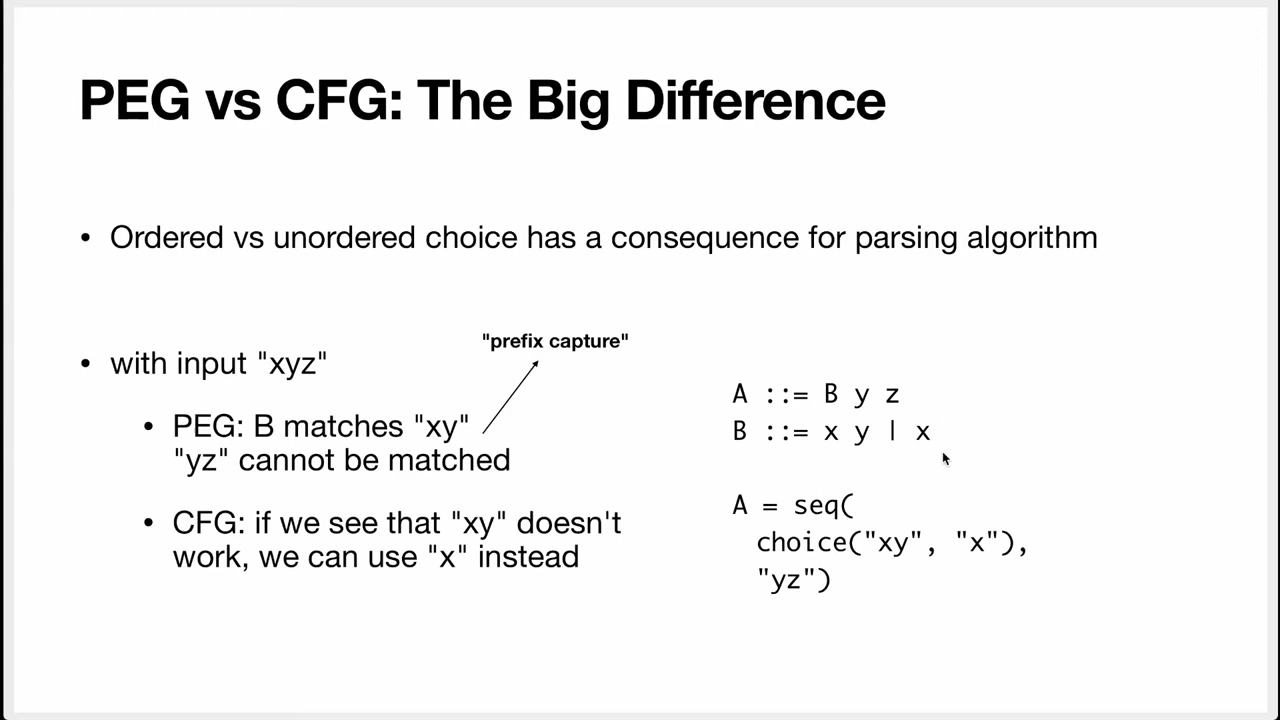 PEG vs CFG: The Big Difference
• Ordered vs unordered choice has a consequence for parsing algorithm
"prefix capture"
• with input "xyz"
• PEG: B matches "xy"
"yz" cannot be matched
• CFG: if we see that "xy" doesn't
work, we can use "x" instead
A ::= B y z
B ::= x y | x
A = seq(
choice("xy", "x"),
"yz")